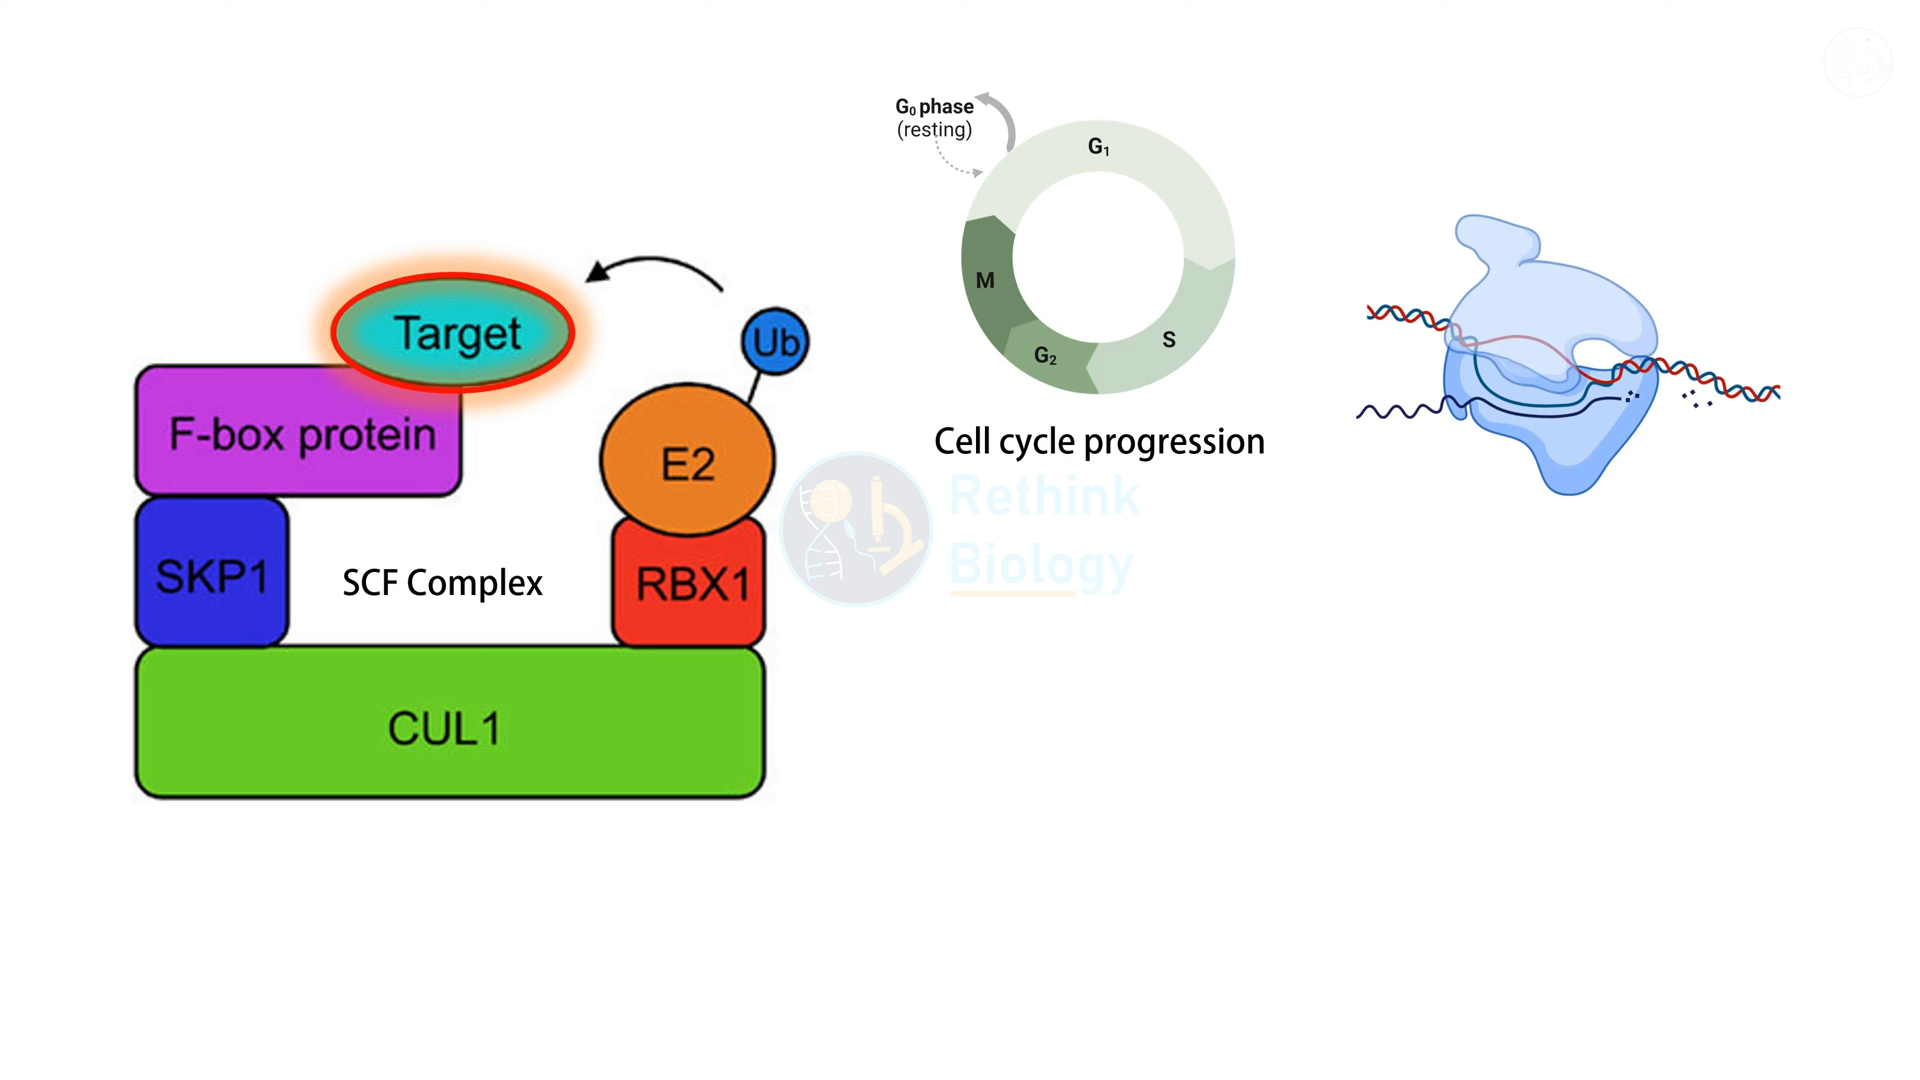 G₀ phase
(resting)
G₁
M
S
G₂
Cell cycle progression
Target
Ub
F-box protein
E2
SKP1
SCF Complex
RBX1
CUL1
Rethink
Biology